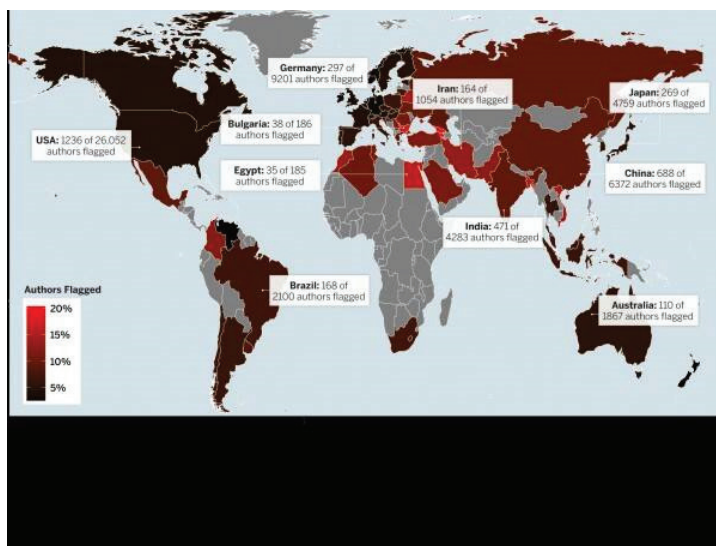 Germany: 297 of
9201 authors flagged
Iran: 164 of
1054 authors flagged
Japan: 269 of
4759 authors flagged
Bulgaria: 38 of 186
authors flagged
USA: 1236 of 26.052
authors flagged
Egypt: 35 of 185
authors flagged
China: 688 of
6372 authors flagged
India: 471 of
4283 authors flagged
Brazil: 168 of
2100 authors flagged
Australia: 110 of
1867 authors flagged
Authors Flagged
20%
15%
10%
5%